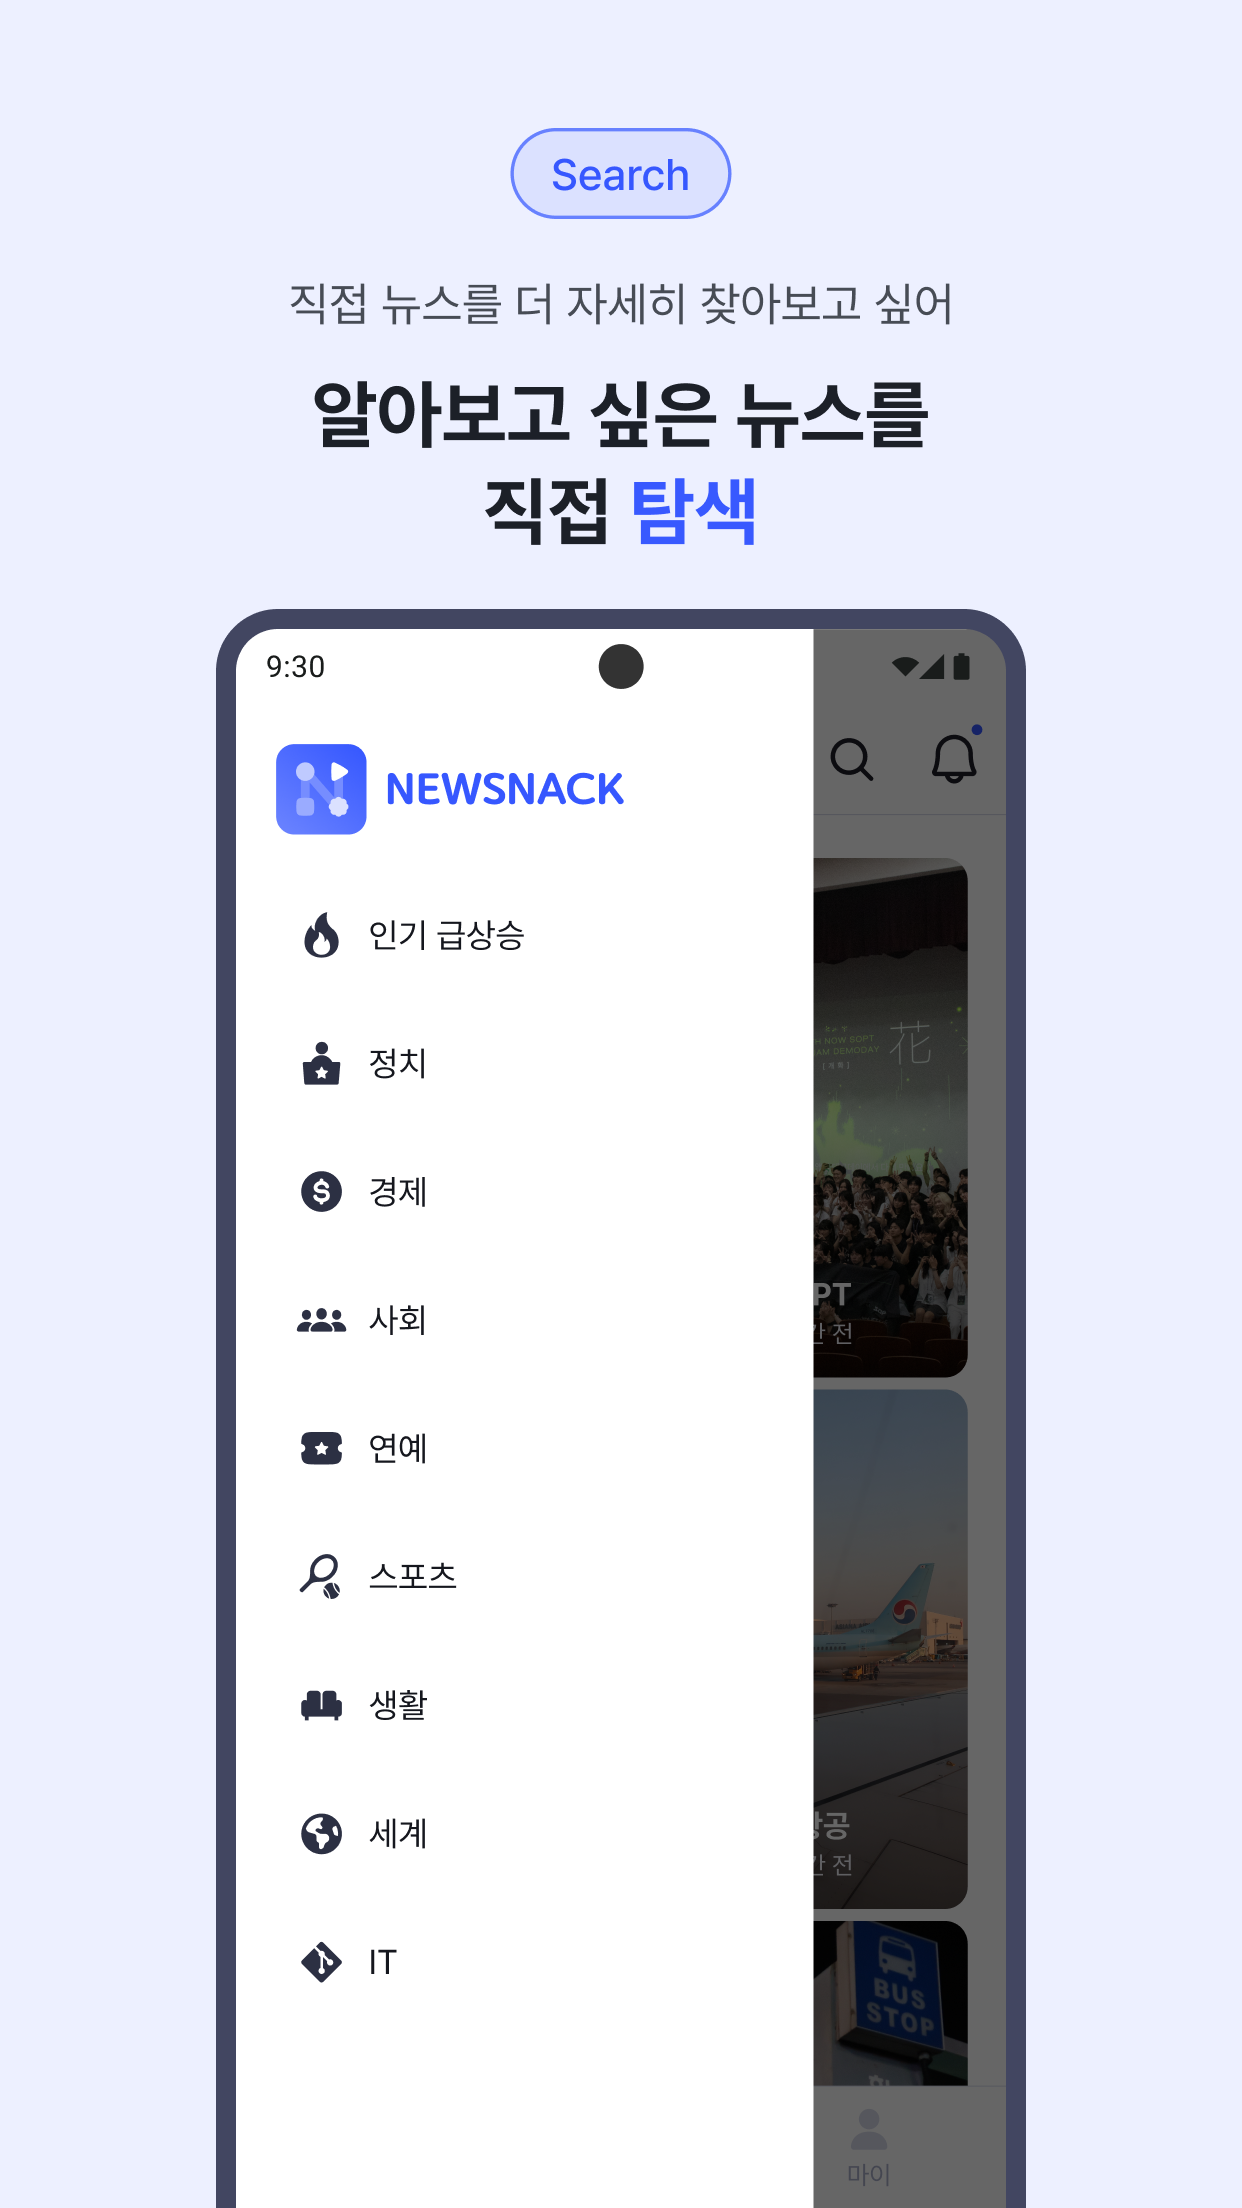 Search
직접 뉴스를 더 자세히 찾아보고 싶어
알아보고 싶은 뉴스를
직접 탐색
9:30
NEWSNACK
인기 급상승
정치
경제
사회
연예
스포츠
생활
세계
IT
NOW SOPT
DEMODAY
花
PT
전
공
전
BUS
STOP
마이